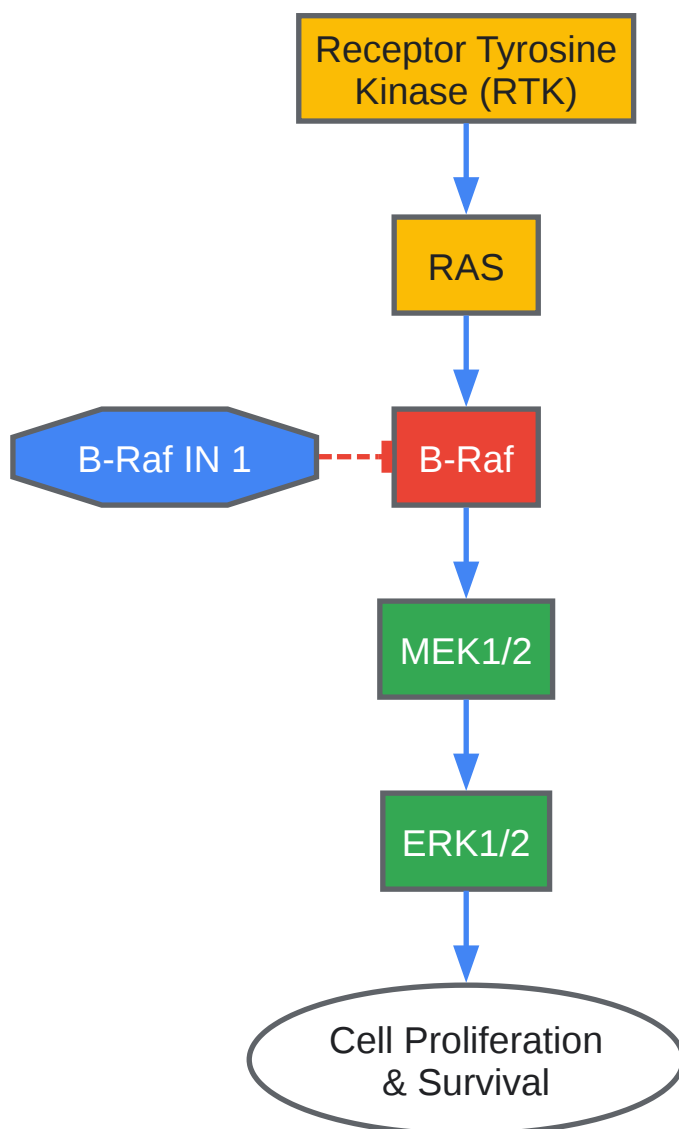 Receptor Tyrosine
Kinase (RTK)
RAS
B-Raf IN 1
B-Raf
MEK1/2
ERK1/2
Cell Proliferation
& Survival